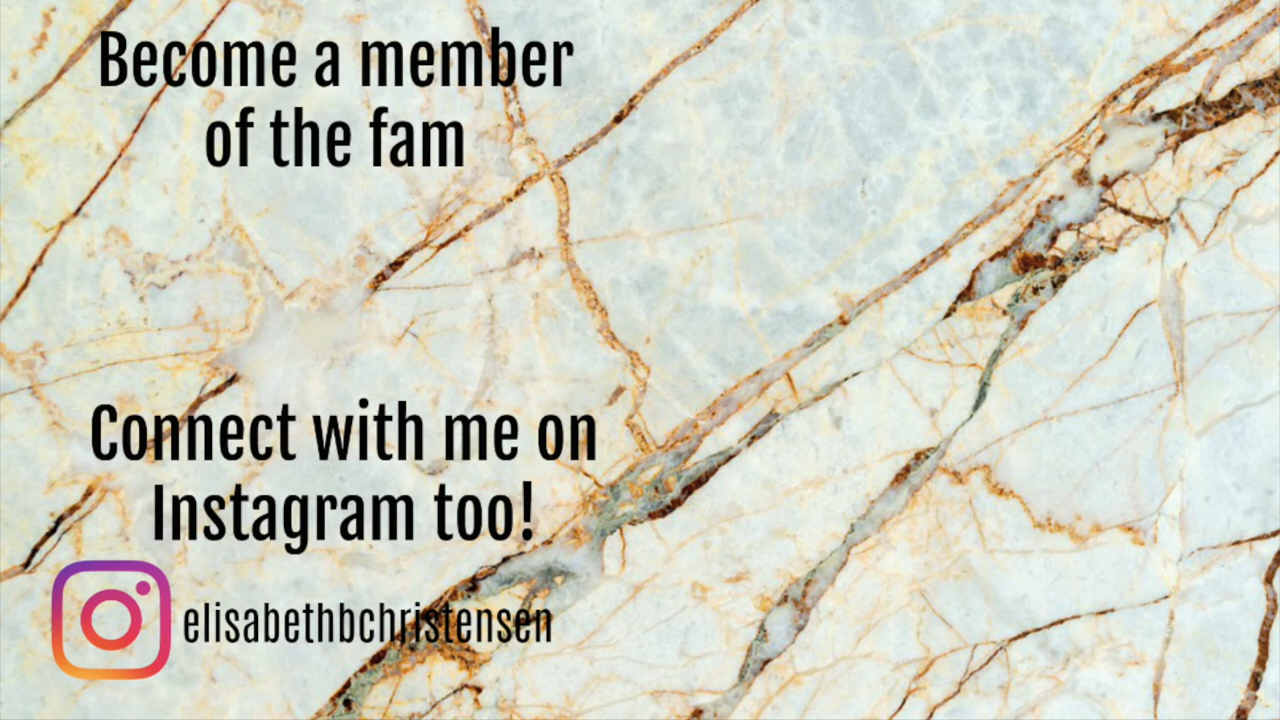 Become a member
of the fam
Connect with me on
Instagram too!
elisabethbchristensen